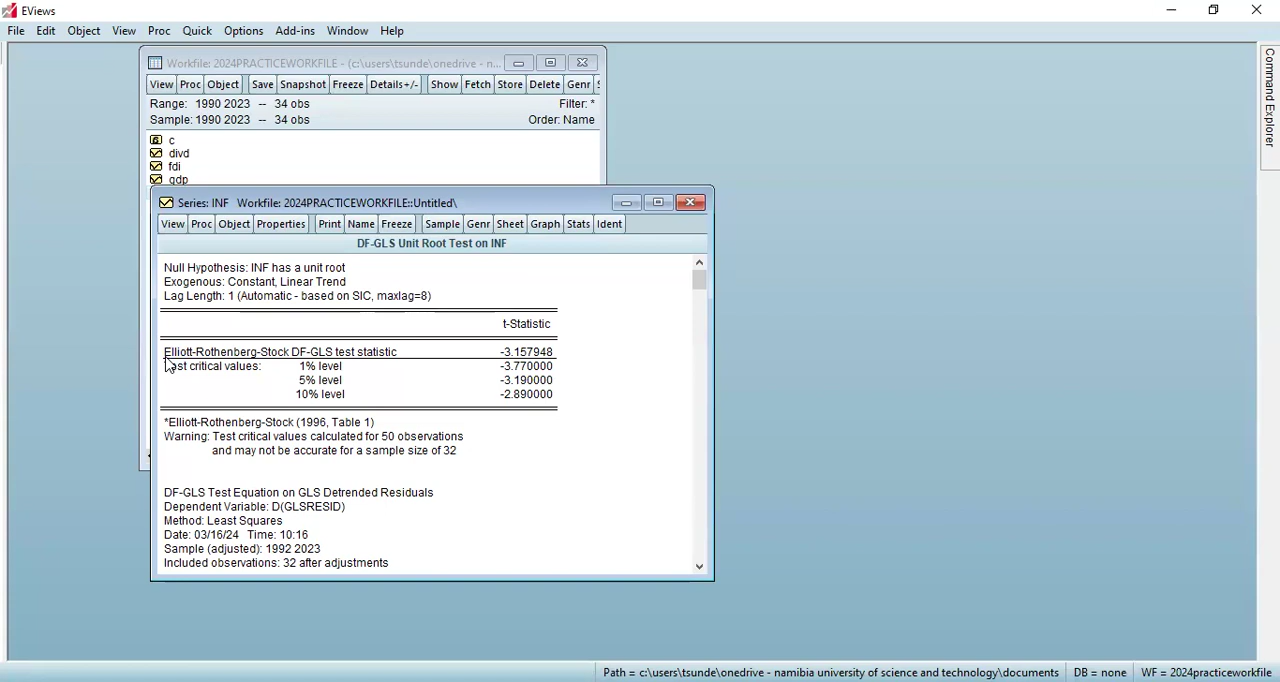 EViews
File Edit Object View Proc Quick Options Add-ins Window Help
Command Explorer
Workfile: 2024PRACTICEWORKFILE - (c:\users\tsunde\onedrive - n...
View Proc Object Save Snapshot Freeze Details+/- Show Fetch Store Delete Genr
Range: 1990 2023 -- 34 obs Filter: *
Sample: 1990 2023 -- 34 obs Order: Name
c
divd
fdi
gdp
Series: INF Workfile: 2024PRACTICEWORKFILE::Untitled\
View Proc Object Properties Print Name Freeze Sample Genr Sheet Graph Stats Ident
DF-GLS Unit Root Test on INF
Null Hypothesis: INF has a unit root
Exogenous: Constant, Linear Trend
Lag Length: 1 (Automatic - based on SIC, maxlag=8)
t-Statistic
Elliott-Rothenberg-Stock DF-GLS test statistic -3.157948
Test critical values: 1% level -3.770000
5% level -3.190000
10% level -2.890000
*Elliott-Rothenberg-Stock (1996, Table 1)
Warning: Test critical values calculated for 50 observations
and may not be accurate for a sample size of 32
DF-GLS Test Equation on GLS Detrended Residuals
Dependent Variable: D(GLSRESID)
Method: Least Squares
Date: 03/16/24 Time: 10:16
Sample (adjusted): 1992 2023
Included observations: 32 after adjustments
Path = c:\users\tsunde\onedrive - namibia university of science and technology\documents DB = none WF = 2024practiceworkfile